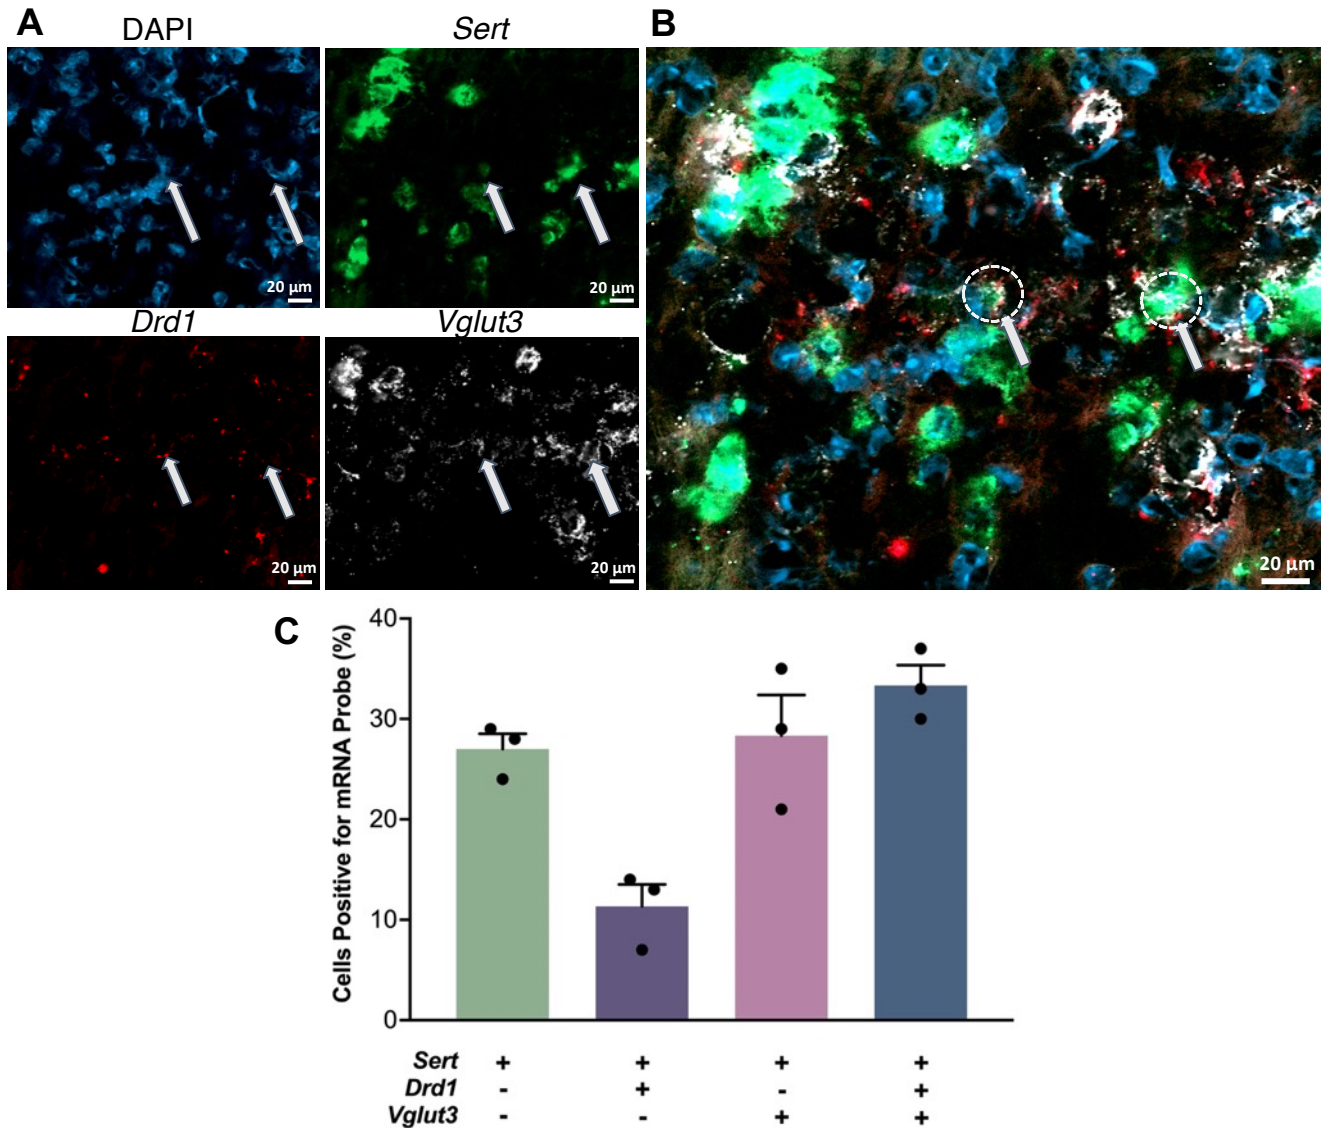 A
DAPI
Sert
B
20 µm
20 µm
Drd1
Vglut3
20 µm
20 µm
20 µm
C
Cells Positive for mRNA Probe (%)
40
30
20
10
0
Sert + + + +
Drd1 - + - +
Vglut3 - - + +